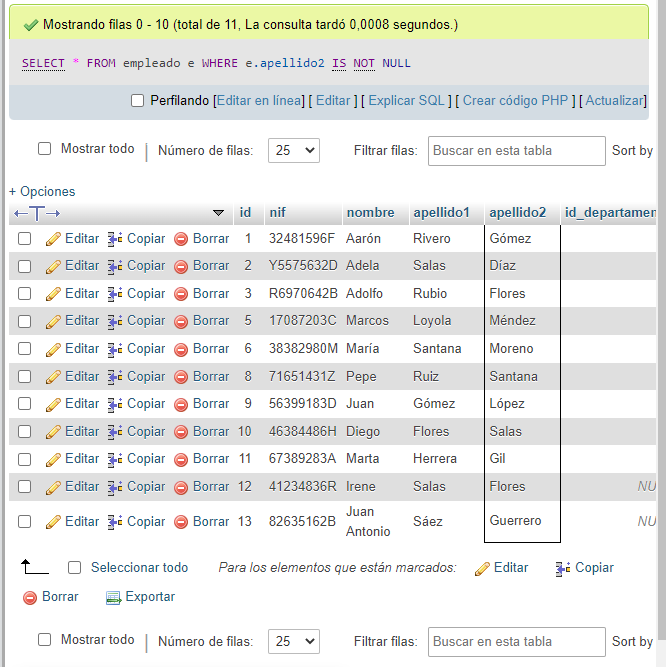 Mostrando filas 0 - 10 (total de 11, La consulta tardó 0,0008 segundos.)
SELECT * FROM empleado e WHERE e.apellido2 IS NOT NULL
Perfilando [Editar en línea] [ Editar ] [ Explicar SQL ] [ Crear código PHP ] [ Actualizar]
Mostrar todo | Número de filas: 25 Filtrar filas: Buscar en esta tabla Sort by
+ Opciones
←T→ id nif nombre apellido1 apellido2 id_departamen
Editar Copiar Borrar 1 32481596F Aarón Rivero Gómez
Editar Copiar Borrar 2 Y5575632D Adela Salas Díaz
Editar Copiar Borrar 3 R6970642B Adolfo Rubio Flores
Editar Copiar Borrar 5 17087203C Marcos Loyola Méndez
Editar Copiar Borrar 6 38382980M María Santana Moreno
Editar Copiar Borrar 8 71651431Z Pepe Ruiz Santana
Editar Copiar Borrar 9 56399183D Juan Gómez López
Editar Copiar Borrar 10 46384486H Diego Flores Salas
Editar Copiar Borrar 11 67389283A Marta Herrera Gil
Editar Copiar Borrar 12 41234836R Irene Salas Flores NU
Editar Copiar Borrar 13 82635162B Juan Antonio Sáez Guerrero NU
Seleccionar todo Para los elementos que están marcados: Editar Copiar
Borrar Exportar
Mostrar todo | Número de filas: 25 Filtrar filas: Buscar en esta tabla Sort by